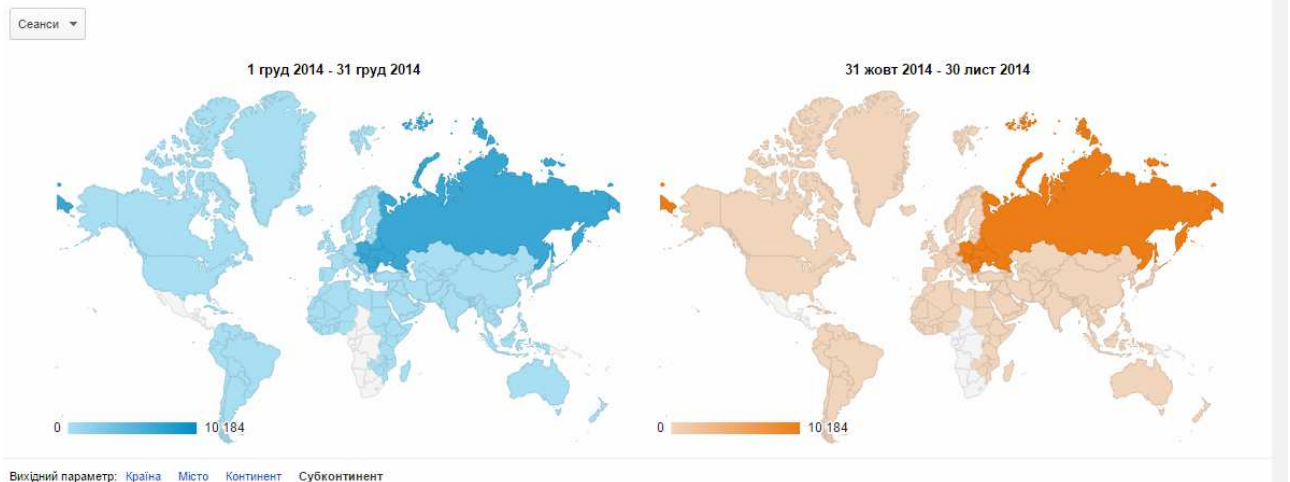 Сеанси
1 груд 2014 - 31 груд 2014
31 жовт 2014 - 30 лист 2014
0 10 184
0 10 184
Вихідний параметр: Країна Місто Континент Субконтинент